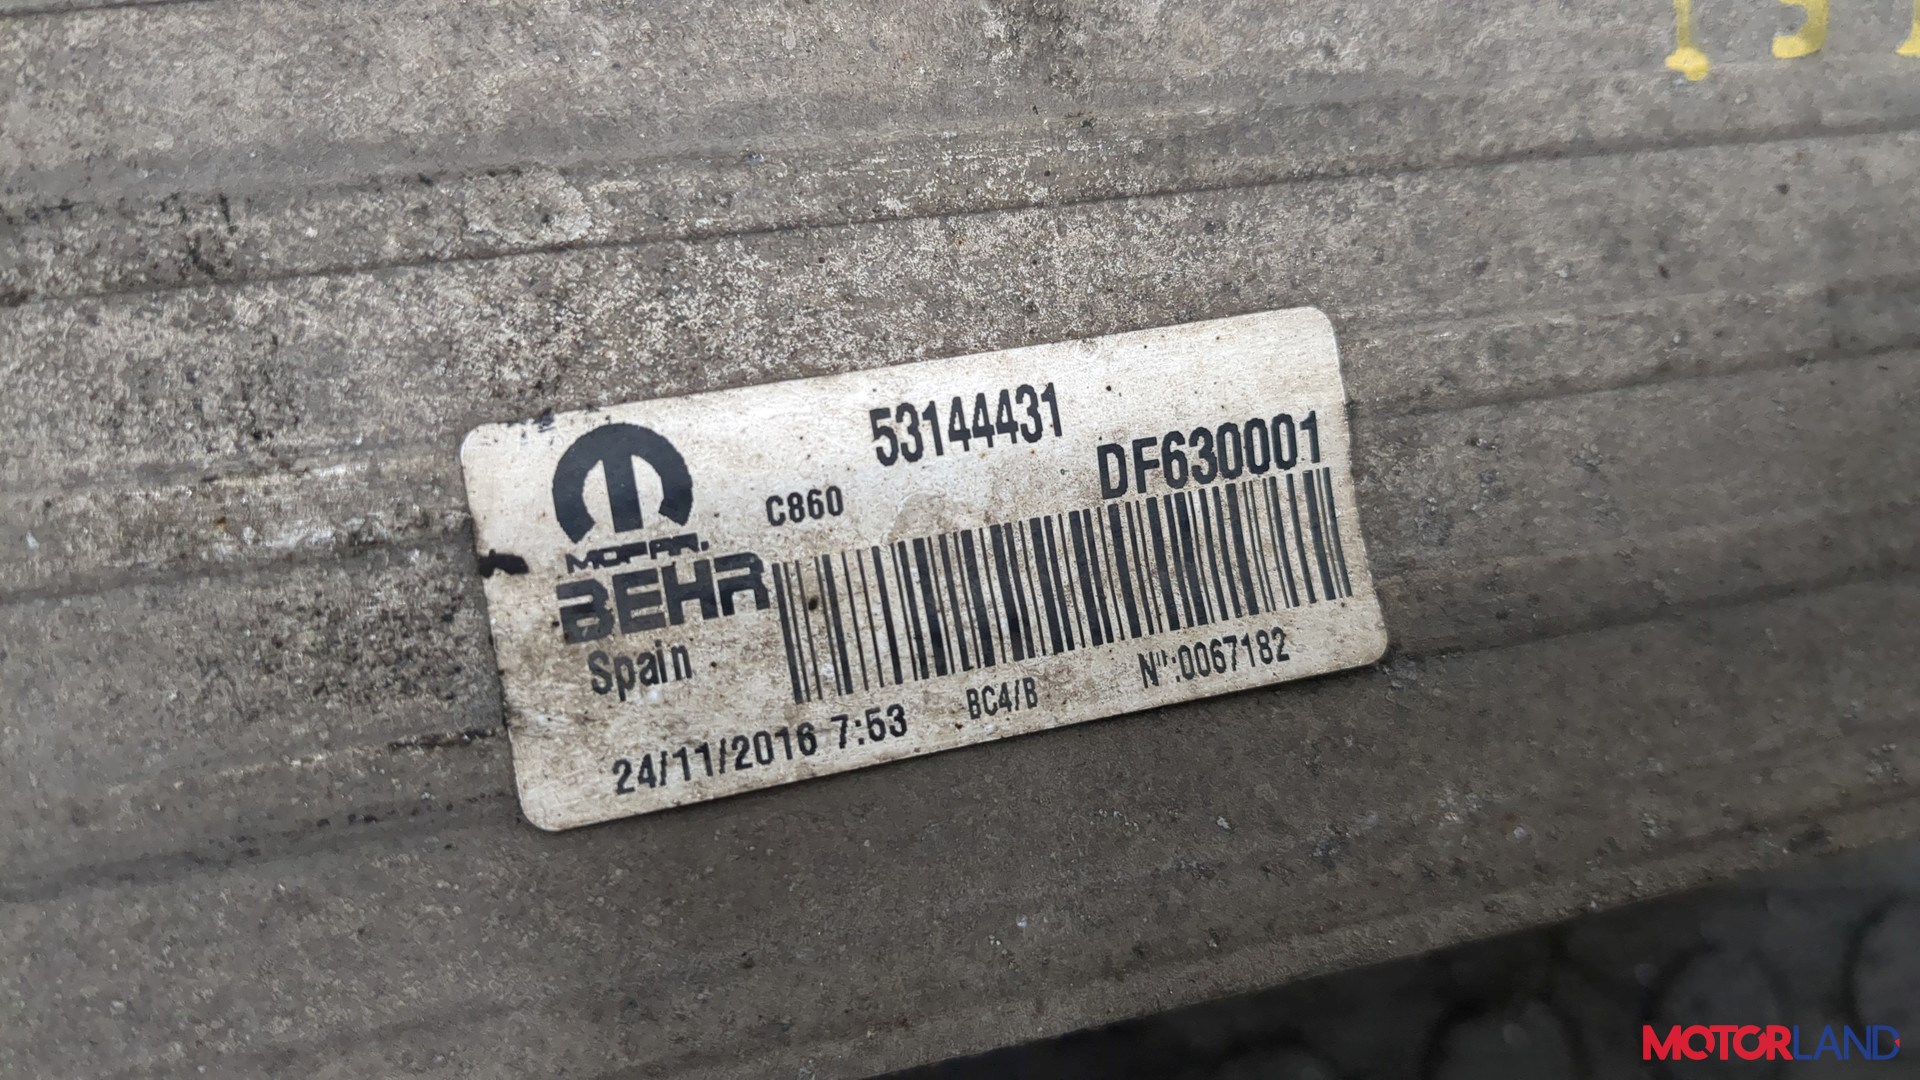 53144431
DF630001
C860
MOPAR.
BEHR
Spain
24/11/2016 7:53
BC4/B
N°:0067182
MOTORLAND